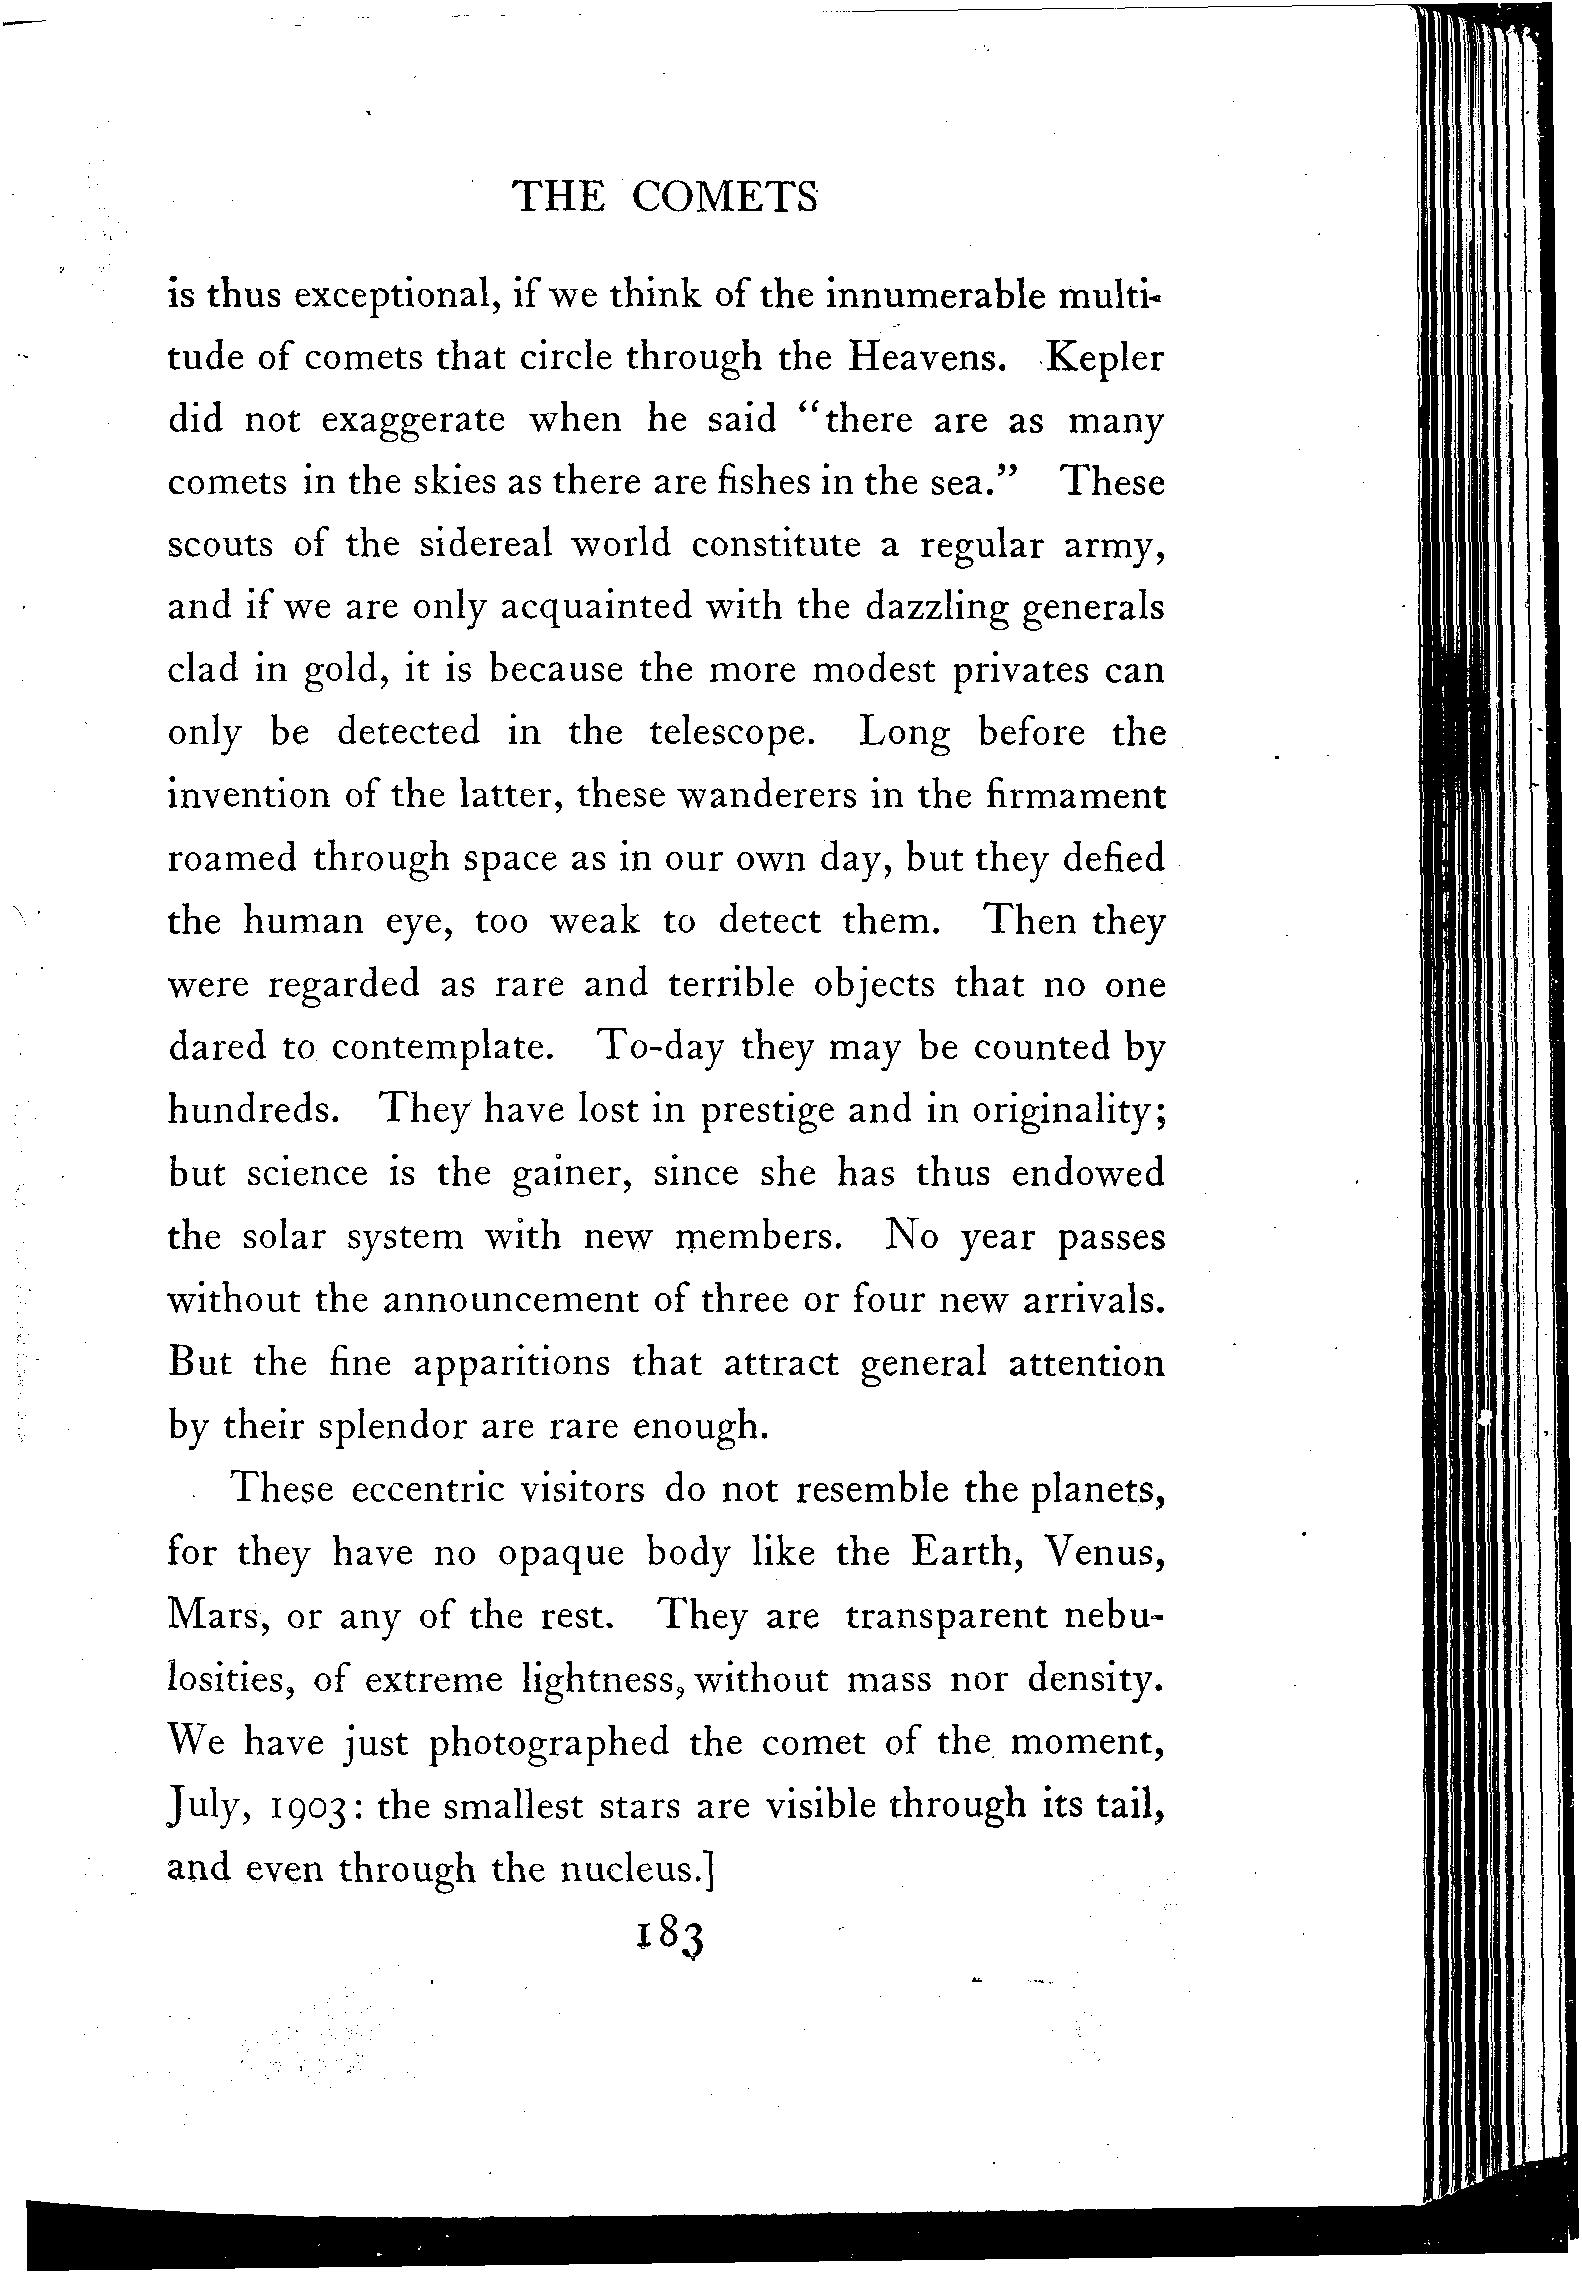 THE COMETS
is thus exceptional, if we think of the innumerable multi-
tude of comets that circle through the Heavens. Kepler
did not exaggerate when he said "there are as many
comets in the skies as there are fishes in the sea." These
scouts of the sidereal world constitute a regular army,
and if we are only acquainted with the dazzling generals
clad in gold, it is because the more modest privates can
only be detected in the telescope. Long before the
invention of the latter, these wanderers in the firmament
roamed through space as in our own day, but they defied
the human eye, too weak to detect them. Then they
were regarded as rare and terrible objects that no one
dared to contemplate. To-day they may be counted by
hundreds. They have lost in prestige and in originality;
but science is the gainer, since she has thus endowed
the solar system with new members. No year passes
without the announcement of three or four new arrivals.
But the fine apparitions that attract general attention
by their splendor are rare enough.
These eccentric visitors do not resemble the planets,
for they have no opaque body like the Earth, Venus,
Mars, or any of the rest. They are transparent nebu-
losities, of extreme lightness, without mass nor density.
We have just photographed the comet of the moment,
July, 1903: the smallest stars are visible through its tail,
and even through the nucleus.]
183